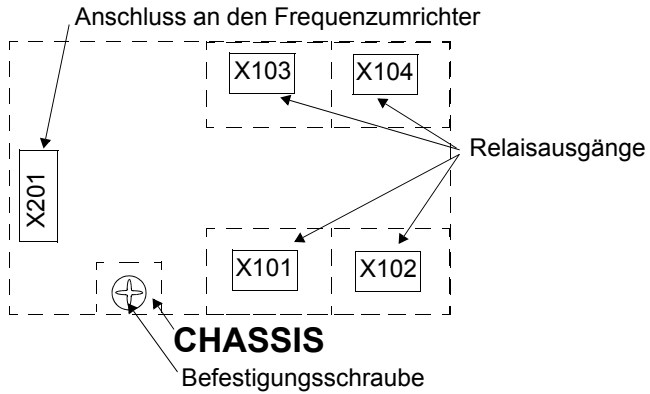 Anschluss an den Frequenzumrichter
X103
X104
Relaisausgänge
X201
X101
X102
CHASSIS
Befestigungsschraube